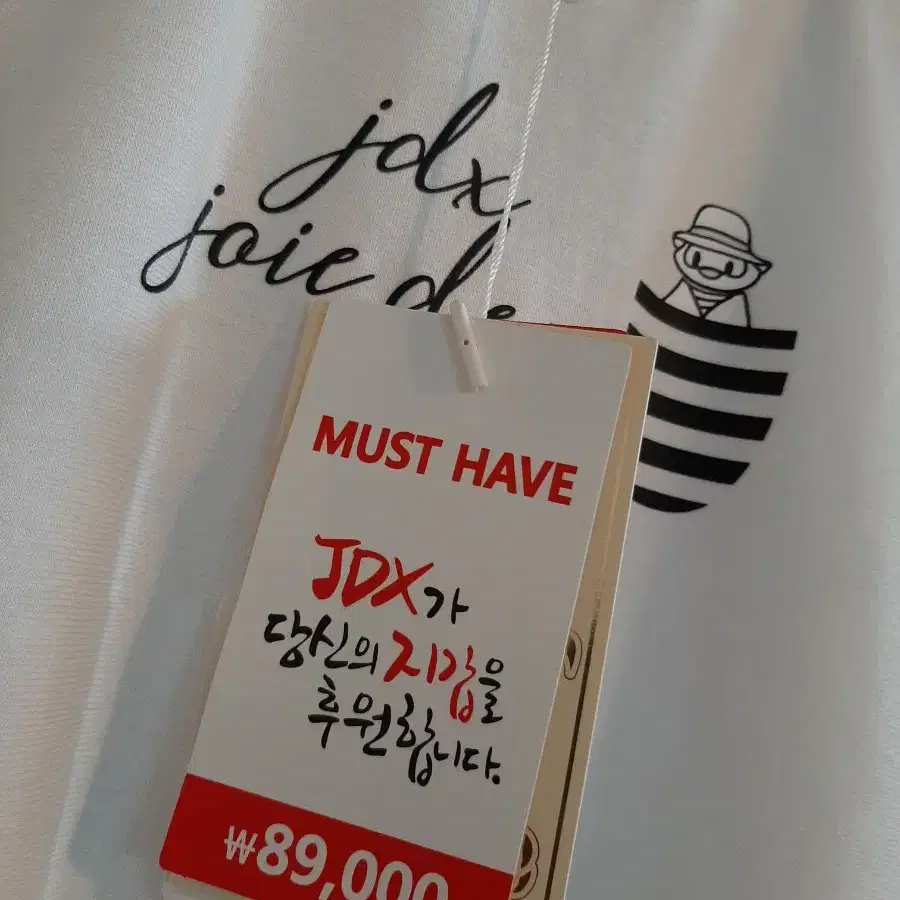 jdx
joie de
MUST HAVE
JDX가
당신의 지갑을
후원합니다.
₩89,000